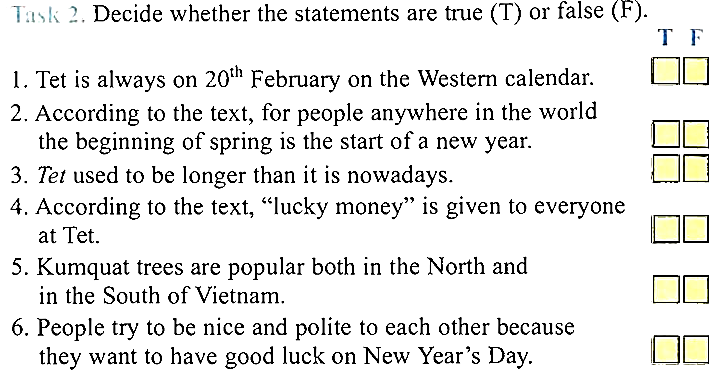 Task 2. Decide whether the statements are true (T) or false (F).
T F
1. Tet is always on 20th February on the Western calendar.
2. According to the text, for people anywhere in the world
the beginning of spring is the start of a new year.
3. Tet used to be longer than it is nowadays.
4. According to the text, “lucky money” is given to everyone
at Tet.
5. Kumquat trees are popular both in the North and
in the South of Vietnam.
6. People try to be nice and polite to each other because
they want to have good luck on New Year’s Day.